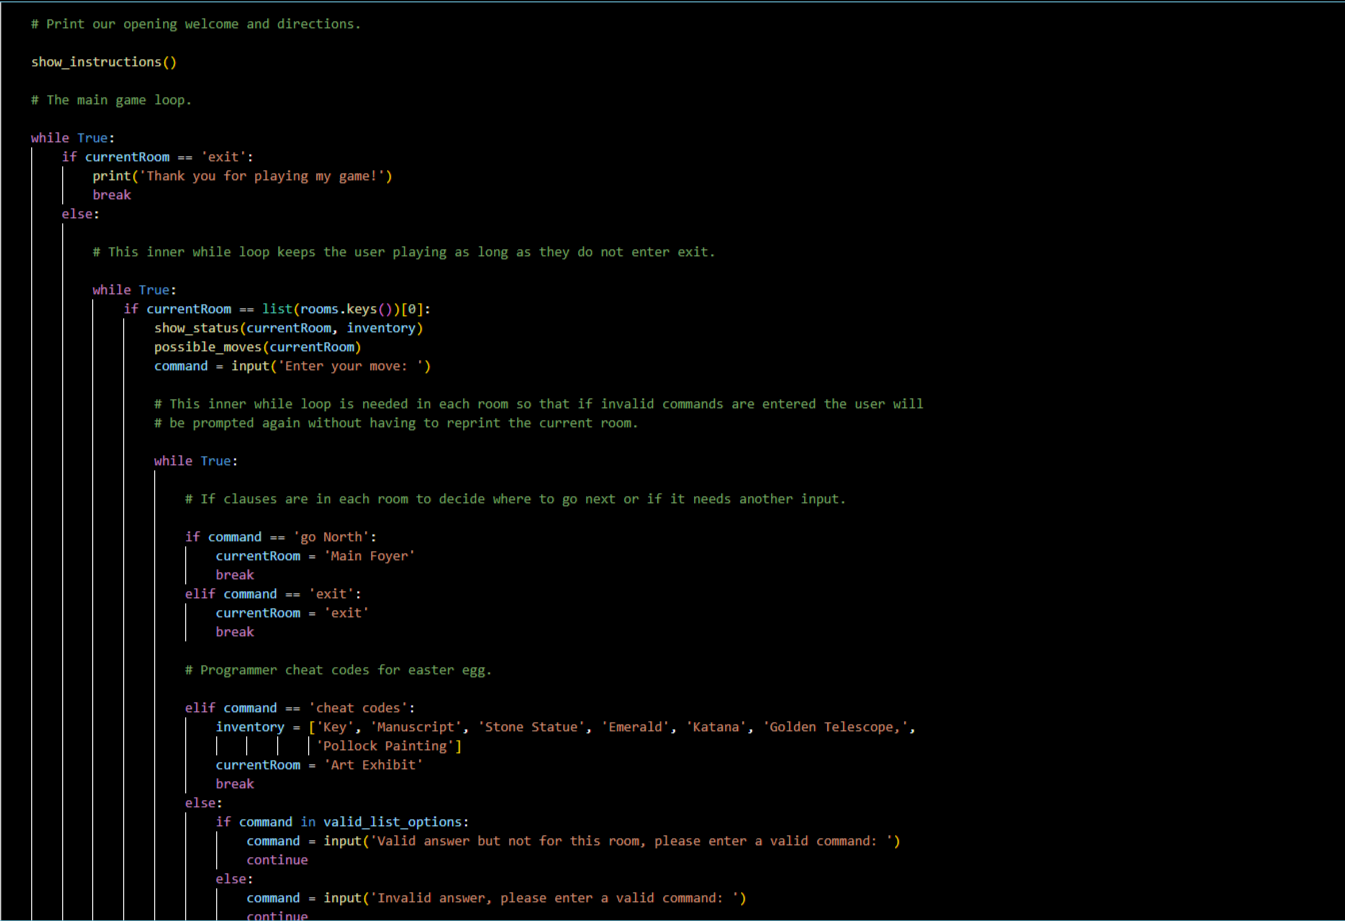 # Print our opening welcome and directions.
show_instructions()
# The main game loop.
while True:
if currentRoom == 'exit':
print('Thank you for playing my game!')
break
else:
# This inner while loop keeps the user playing as long as they do not enter exit.
while True:
if currentRoom == list(rooms.keys())[0]:
show_status(currentRoom, inventory)
possible_moves(currentRoom)
command = input('Enter your move: ')
# This inner while loop is needed in each room so that if invalid commands are entered the user will
# be prompted again without having to reprint the current room.
while True:
# If clauses are in each room to decide where to go next or if it needs another input.
if command == 'go North':
currentRoom = 'Main Foyer'
break
elif command == 'exit':
currentRoom = 'exit'
break
# Programmer cheat codes for easter egg.
elif command == 'cheat codes':
inventory = ['Key', 'Manuscript', 'Stone Statue', 'Emerald', 'Katana', 'Golden Telescope,',
'Pollock Painting']
currentRoom = 'Art Exhibit'
break
else:
if command in valid_list_options:
command = input('Valid answer but not for this room, please enter a valid command: ')
continue
else:
command = input('Invalid answer, please enter a valid command: ')
continue